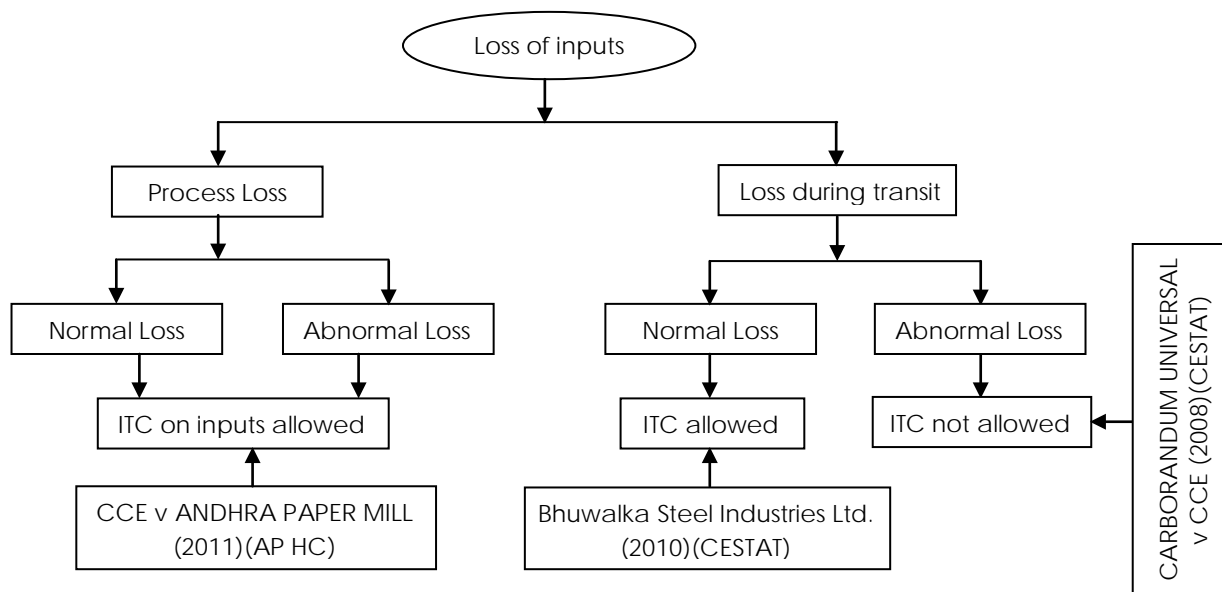 Loss of inputs
Process Loss
Loss during transit
Normal Loss
Abnormal Loss
Normal Loss
Abnormal Loss
ITC on inputs allowed
ITC allowed
ITC not allowed
CCE v ANDHRA PAPER MILL
(2011)(AP HC)
Bhuwalka Steel Industries Ltd.
(2010)(CESTAT)
CARBORANDUM UNIVERSAL
v CCE (2008)(CESTAT)